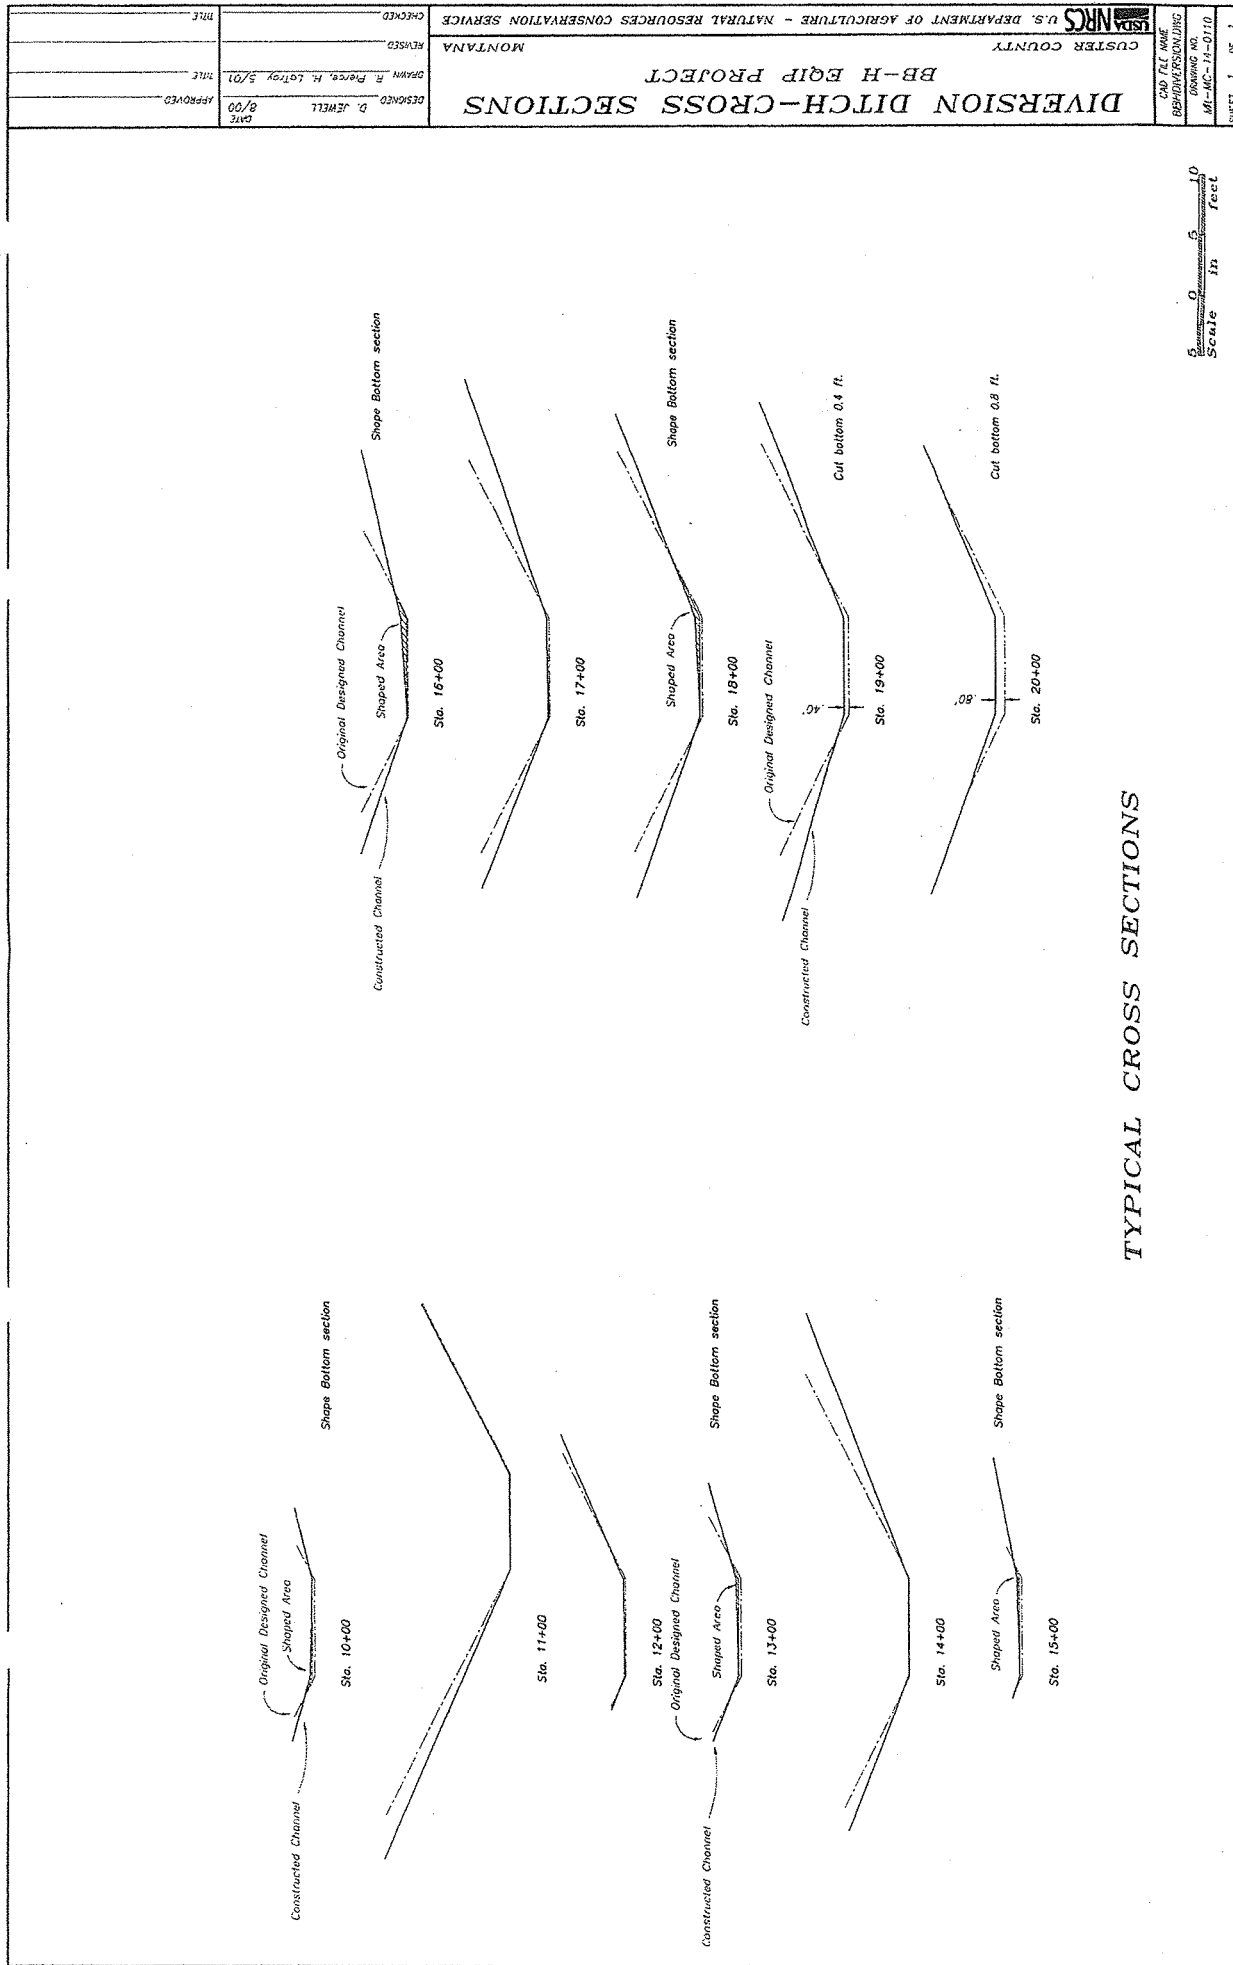 Original Designed Channel
Shaped Area
Constructed Channel
Sta. 10+00
Shape Bottom section
Sta. 11+00
Sta. 12+00
Original Designed Channel
Shaped Area
Constructed Channel
Sta. 13+00
Shape Bottom section
Sta. 14+00
Shaped Area
Sta. 15+00
Shape Bottom section
Original Designed Channel
Shaped Area
Constructed Channel
Sta. 16+00
Shape Bottom section
Sta. 17+00
Shaped Area
Sta. 18+00
Shape Bottom section
Original Designed Channel
Constructed Channel
.40'
Sta. 19+00
Cut bottom 0.4 ft.
.80'
Sta. 20+00
Cut bottom 0.8 ft.
TYPICAL CROSS SECTIONS
5 0 5 10
Scale in feet
DIVERSION DITCH-CROSS SECTIONS
BB-H EQIP PROJECT
CUSTER COUNTY MONTANA
USDA NRCS U.S. DEPARTMENT OF AGRICULTURE - NATURAL RESOURCES CONSERVATION SERVICE
DATE
DESIGNED D. JEWELL 8/00
DRAWN R. Pierce, H. LaTray 5/01
REVISED
CHECKED
APPROVED
TITLE
TITLE
CAD FILE NAME
BBHDIVERSION.DWG
DRAWING NO.
SHEET 1 OF 1